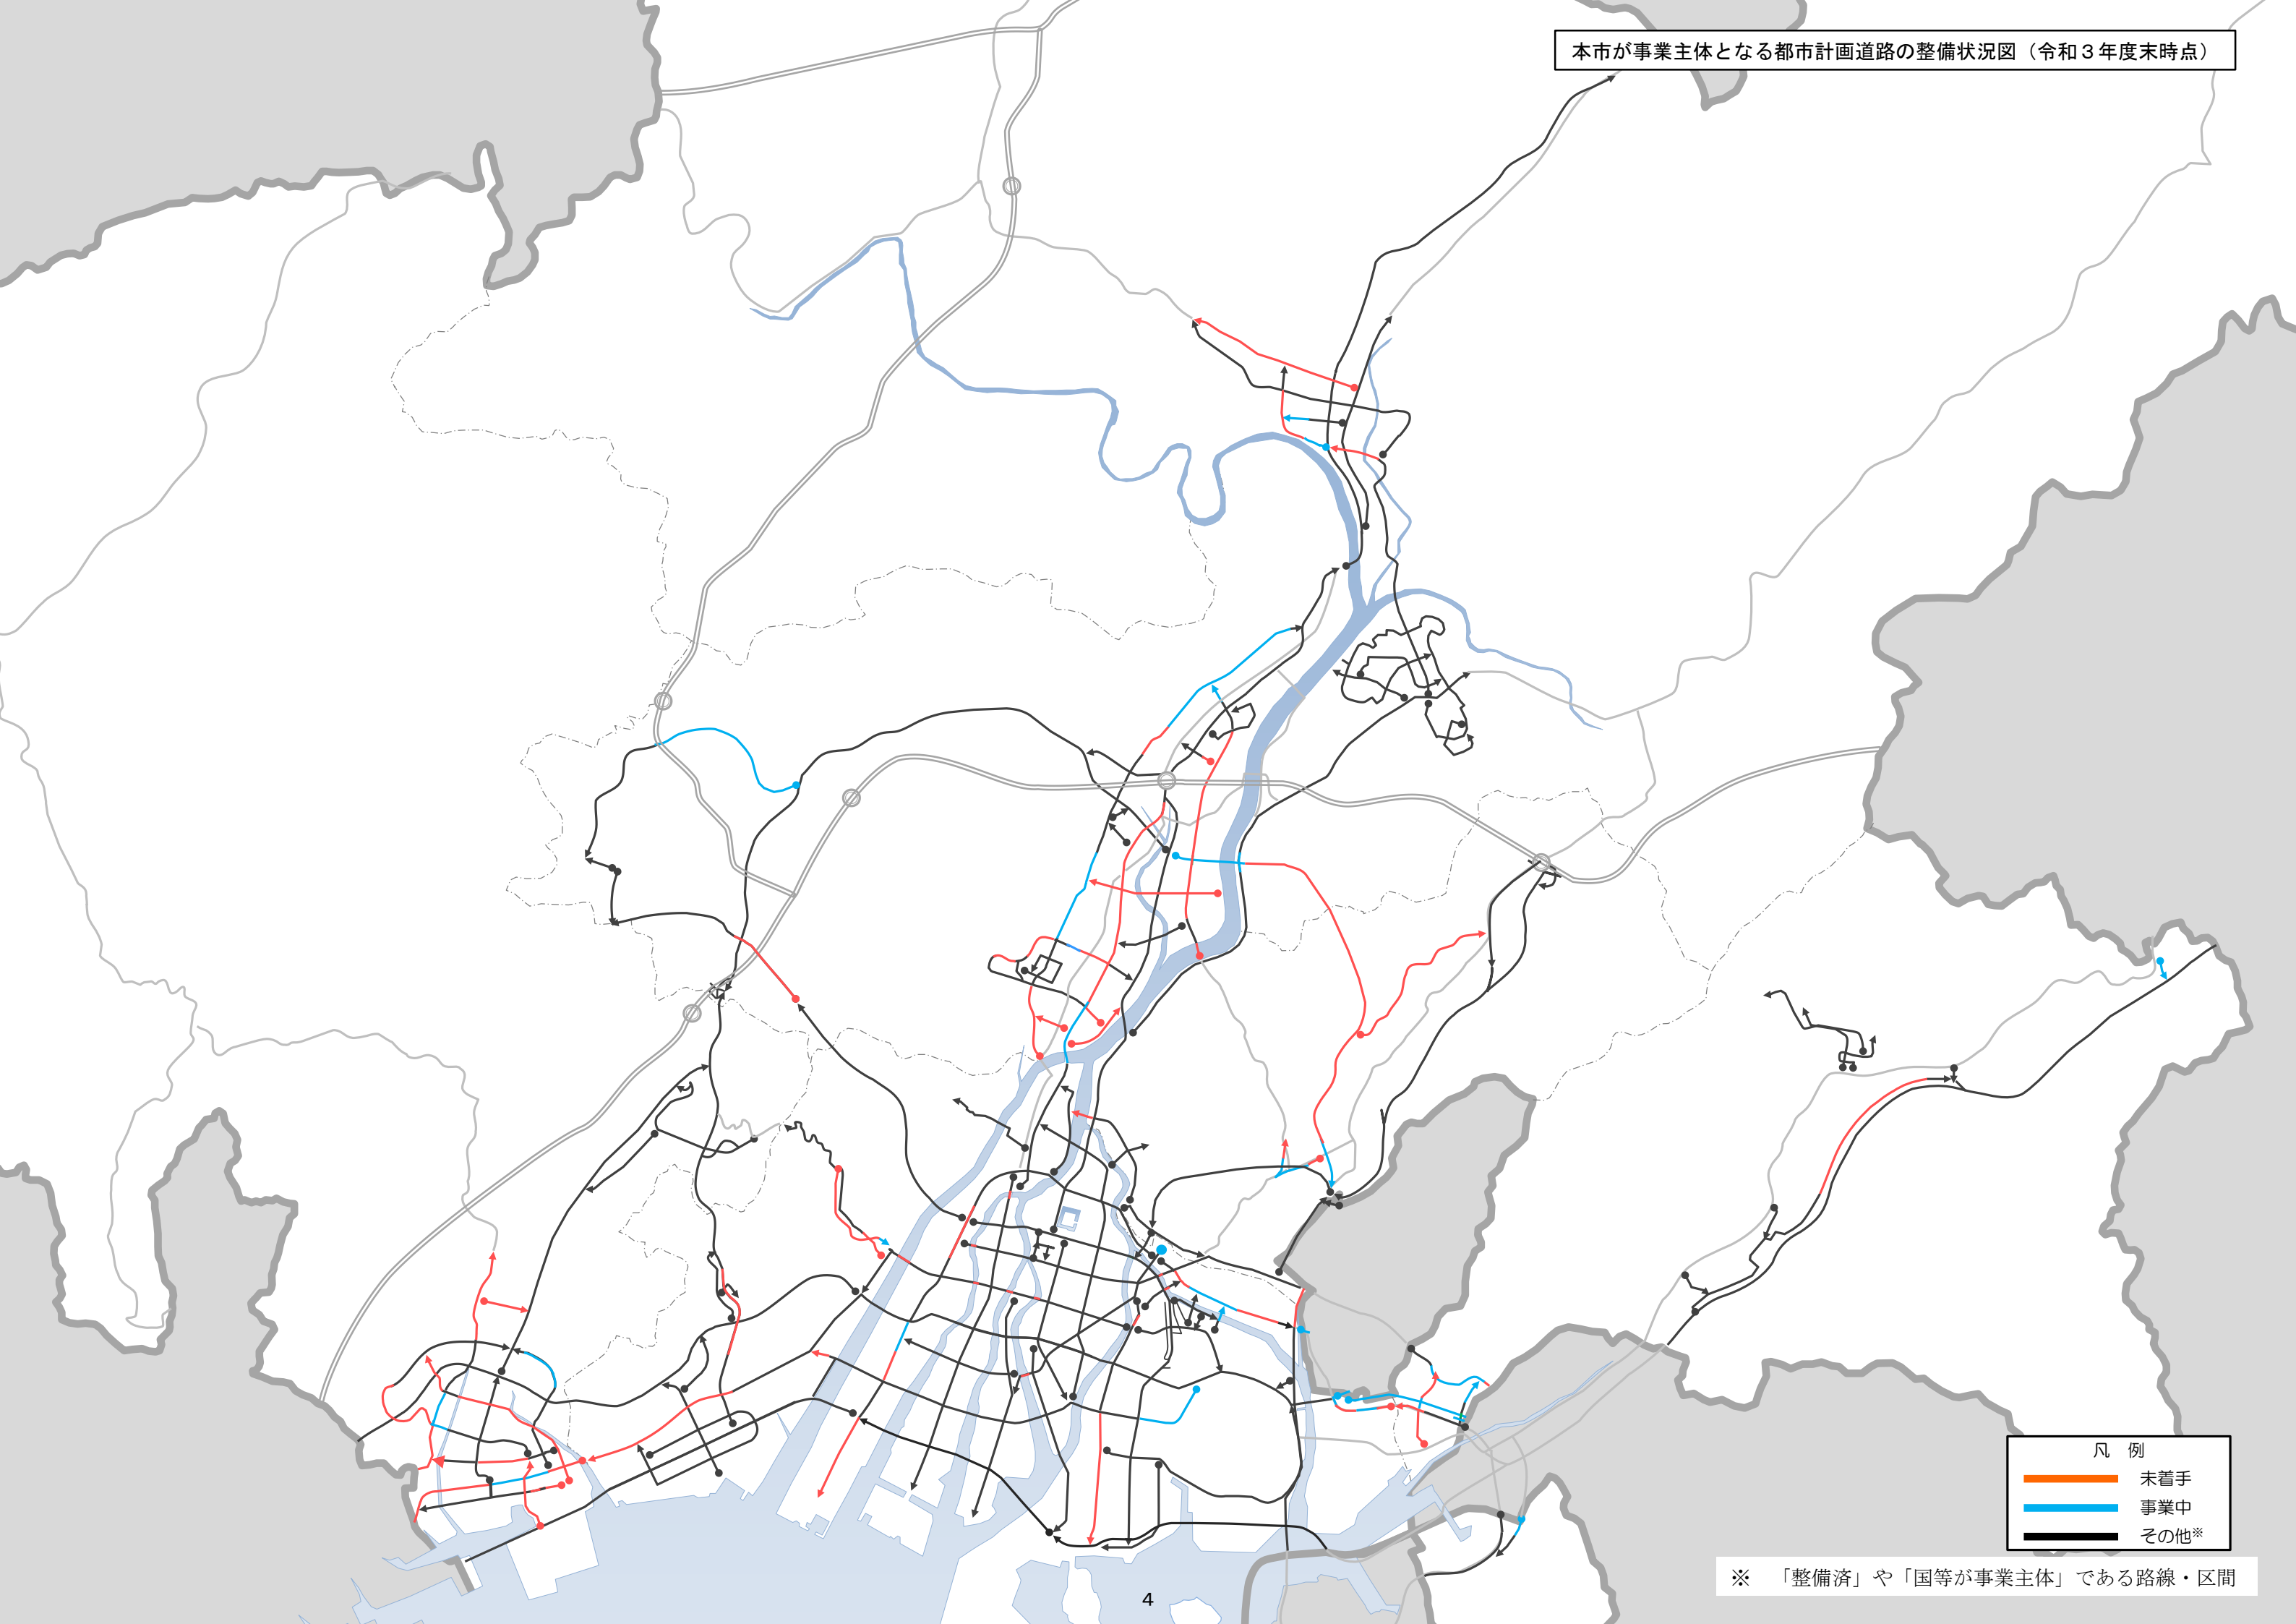 本市が事業主体となる都市計画道路の整備状況図（令和３年度末時点）
凡　例
未着手
事業中
その他※
※　「整備済」や「国等が事業主体」である路線・区間
4